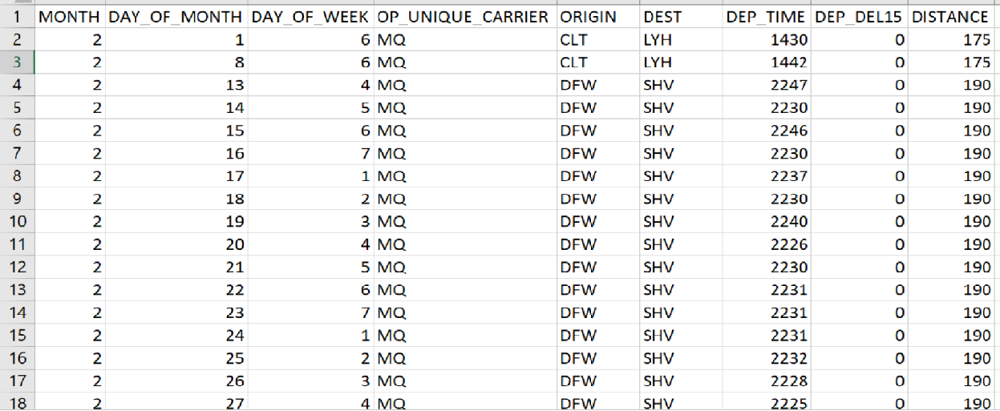 1 MONTH DAY_OF_MONTH DAY_OF_WEEK OP_UNIQUE_CARRIER ORIGIN DEST DEP_TIME DEP_DEL15 DISTANCE
2 2 1 6 MQ CLT LYH 1430 0 175
3 2 8 6 MQ CLT LYH 1442 0 175
4 2 13 4 MQ DFW SHV 2247 0 190
5 2 14 5 MQ DFW SHV 2230 0 190
6 2 15 6 MQ DFW SHV 2246 0 190
7 2 16 7 MQ DFW SHV 2230 0 190
8 2 17 1 MQ DFW SHV 2237 0 190
9 2 18 2 MQ DFW SHV 2230 0 190
10 2 19 3 MQ DFW SHV 2240 0 190
11 2 20 4 MQ DFW SHV 2226 0 190
12 2 21 5 MQ DFW SHV 2230 0 190
13 2 22 6 MQ DFW SHV 2231 0 190
14 2 23 7 MQ DFW SHV 2231 0 190
15 2 24 1 MQ DFW SHV 2231 0 190
16 2 25 2 MQ DFW SHV 2232 0 190
17 2 26 3 MQ DFW SHV 2228 0 190
18 2 27 4 MQ DFW SHV 2225 0 190